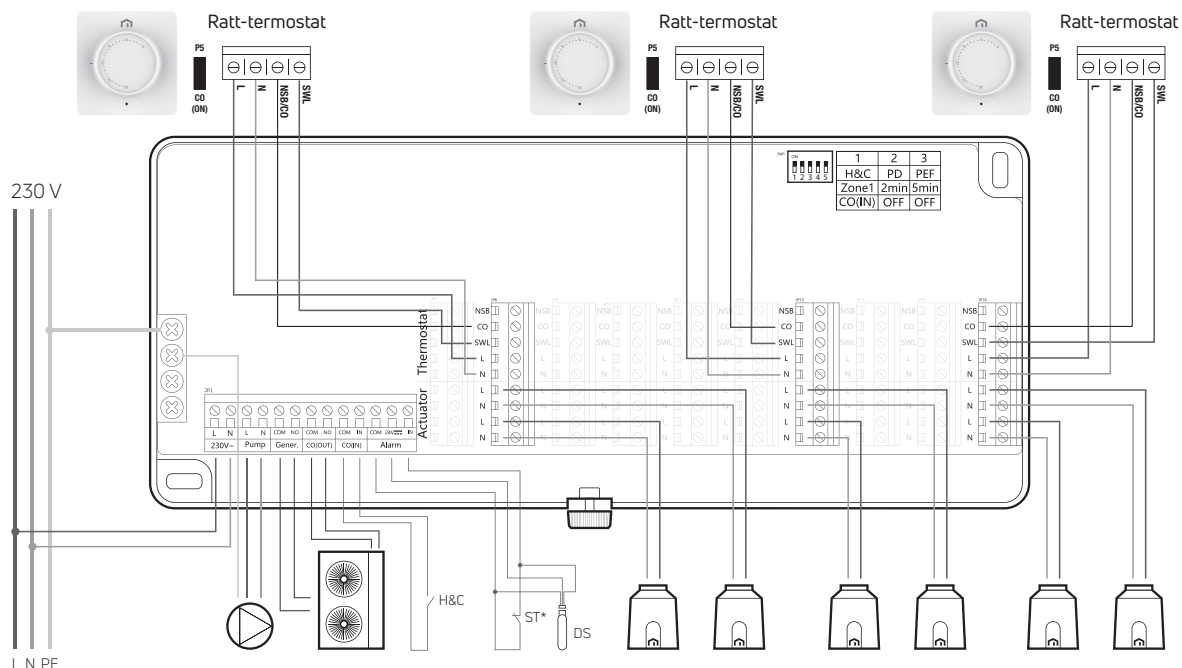 Ratt-termostat
P5
CO
(ON)
L
N
NSB/CO
SWL
Ratt-termostat
P5
CO
(ON)
L
N
NSB/CO
SWL
Ratt-termostat
P5
CO
(ON)
L
N
NSB/CO
SWL
SW1
ON
1 2 3 4 5
1 2 3
H&C PD PEF
Zone1 2min 5min
CO(IN) OFF OFF
230 V
Thermostat
Actuator
NSB
CO
SWL
L
N
L
N
L
N
NSB
CO
SWL
L
N
L
N
L
N
NSB
CO
SWL
L
N
L
N
L
N
JP1
L N L N COM NO COM NO COM IN COM 24V IN
230V~ Pump Gener. CO(OUT) CO(IN) Alarm
H&C
ST*
DS
L N PE